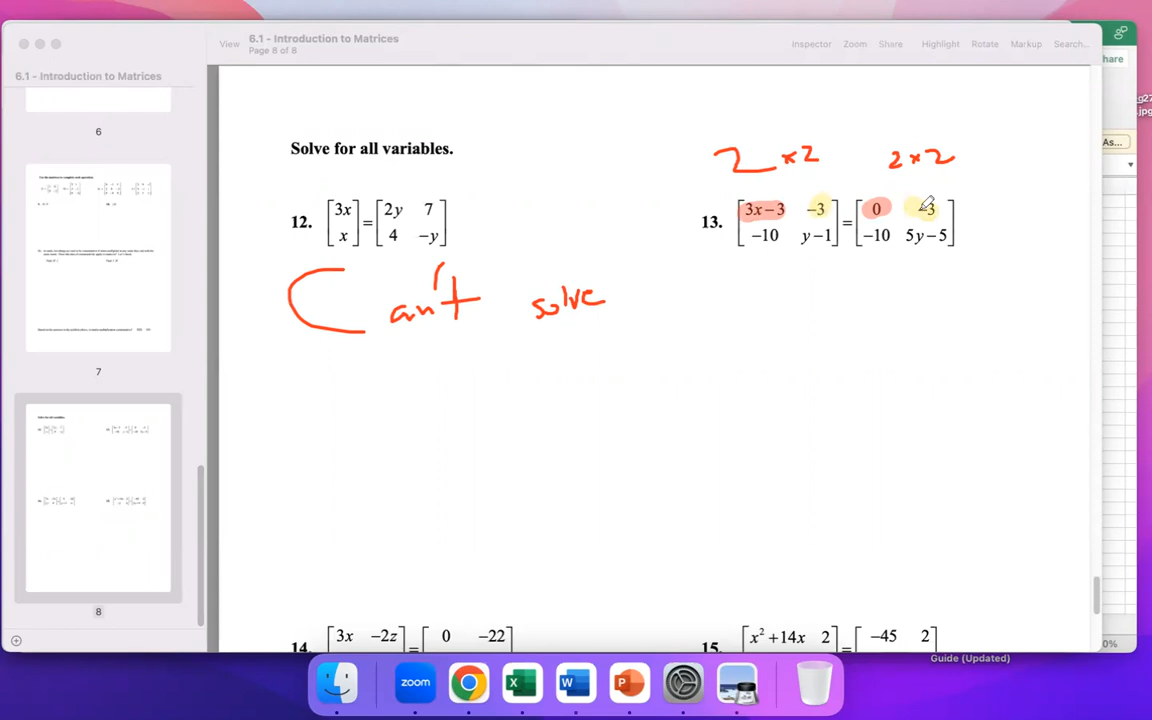 View
6.1 - Introduction to Matrices
Page 8 of 8
Inspector Zoom Share Highlight Rotate Markup Search...
hare
6.1 - Introduction to Matrices
As...
6
7
8
Solve for all variables.
2 ×2 2×2
12. [3x] = [2y 7]
[x] [4 −y]
13. [3x−3 −3] = [0 −3]
[−10 y−1] [−10 5y−5]
Can't solve
14. [3x −2z] = [0 −22]
15. [x² +14x 2] = [−45 2]
0%
Guide (Updated)
zoom